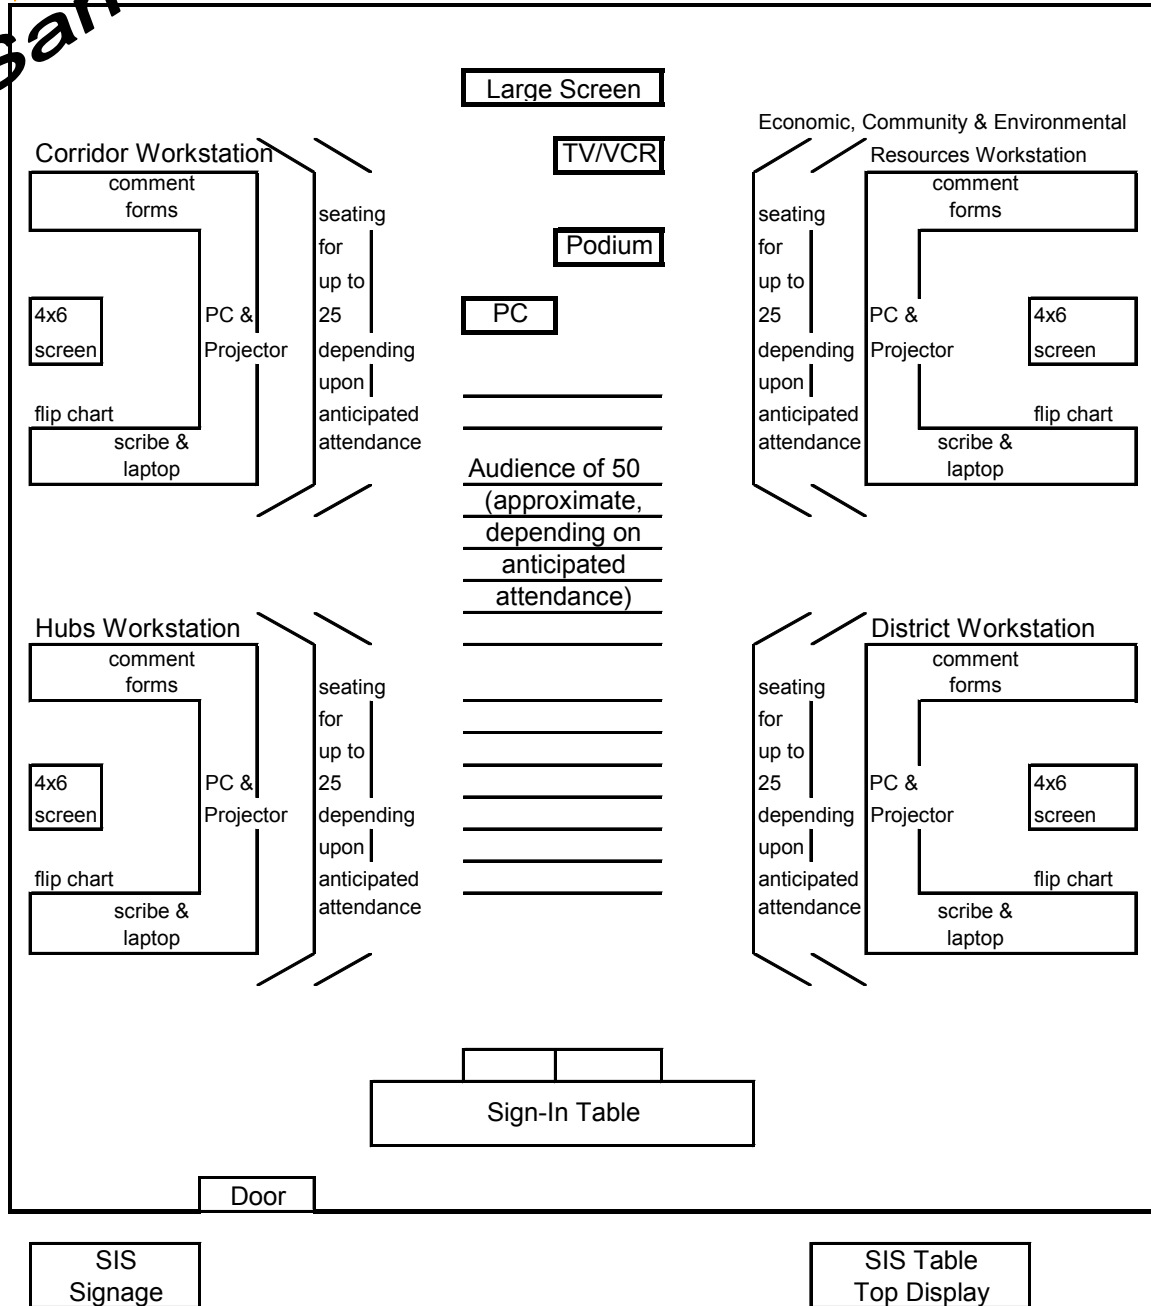 Large Screen
TV/VCR
Podium
PC
Corridor Workstation
comment
forms
4x6
screen
PC &
Projector
flip chart
scribe &
laptop
seating
for
up to
25
depending
upon
anticipated
attendance
Economic, Community & Environmental
Resources Workstation
comment
forms
seating
for
up to
25
depending
upon
anticipated
attendance
PC &
Projector
4x6
screen
flip chart
scribe &
laptop
Audience of 50
(approximate,
depending on
anticipated
attendance)
Hubs Workstation
comment
forms
4x6
screen
PC &
Projector
flip chart
scribe &
laptop
seating
for
up to
25
depending
upon
anticipated
attendance
District Workstation
comment
forms
seating
for
up to
25
depending
upon
anticipated
attendance
PC &
Projector
4x6
screen
flip chart
scribe &
laptop
Sign-In Table
Door
SIS
Signage
SIS Table
Top Display